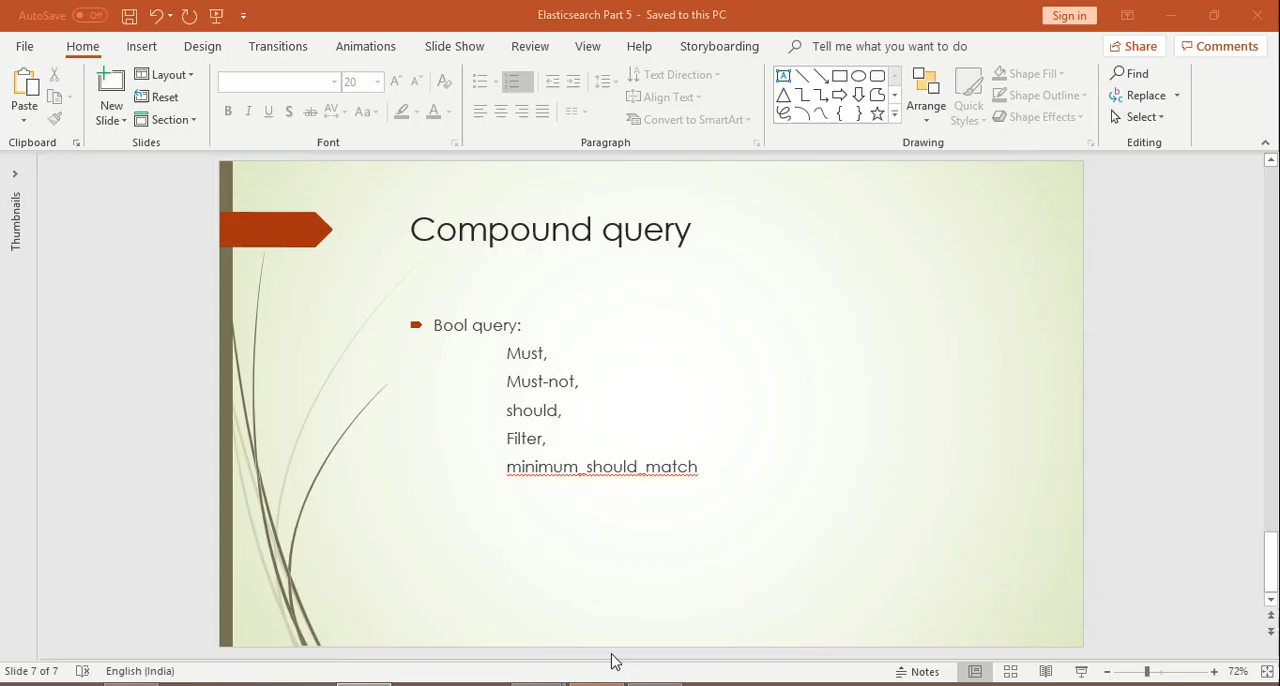 AutoSave Off Elasticsearch Part 5 - Saved to this PC Sign in
File Home Insert Design Transitions Animations Slide Show Review View Help Storyboarding Tell me what you want to do Share Comments
Paste New Slide Layout Reset Section 20 B I U S ab AV Aa A Text Direction Align Text Convert to SmartArt Arrange Quick Styles Shape Fill Shape Outline Shape Effects Find Replace Select
Clipboard Slides Font Paragraph Drawing Editing
Thumbnails
Compound query
Bool query:
Must,
Must-not,
should,
Filter,
minimum_should_match
Slide 7 of 7 English (India) Notes 72%